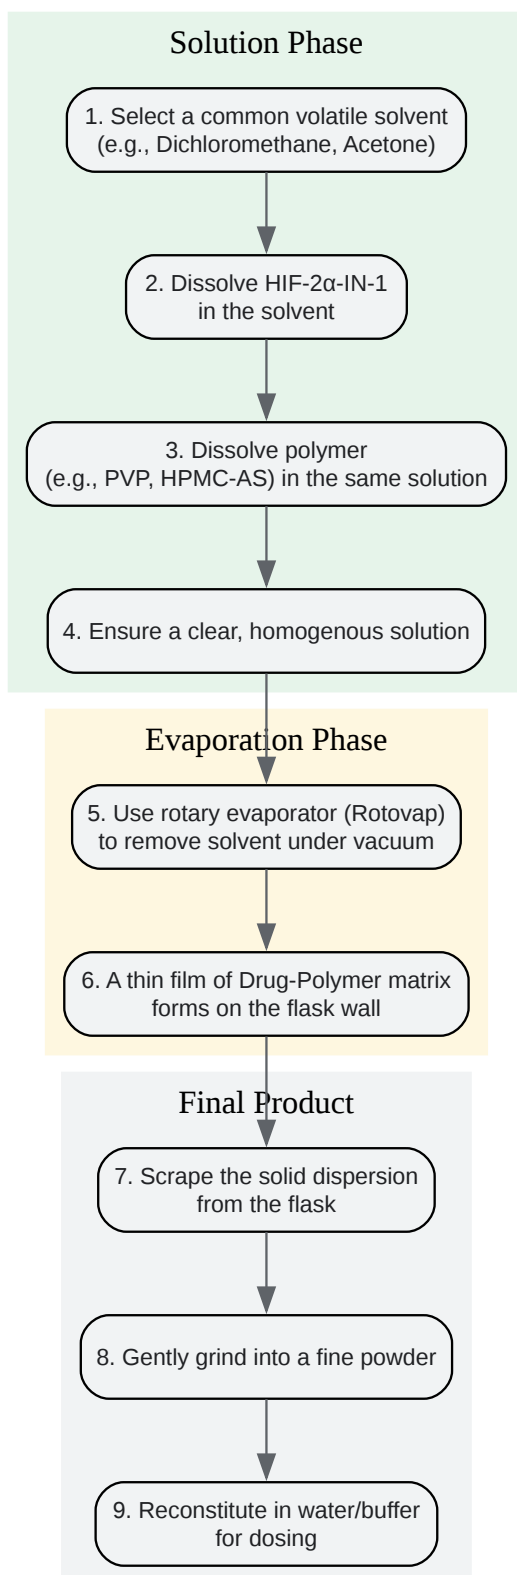 Solution Phase
1. Select a common volatile solvent
(e.g., Dichloromethane, Acetone)
2. Dissolve HIF-2α-IN-1
in the solvent
3. Dissolve polymer
(e.g., PVP, HPMC-AS) in the same solution
4. Ensure a clear, homogenous solution
Evaporation Phase
5. Use rotary evaporator (Rotovap)
to remove solvent under vacuum
6. A thin film of Drug-Polymer matrix
forms on the flask wall
Final Product
7. Scrape the solid dispersion
from the flask
8. Gently grind into a fine powder
9. Reconstitute in water/buffer
for dosing